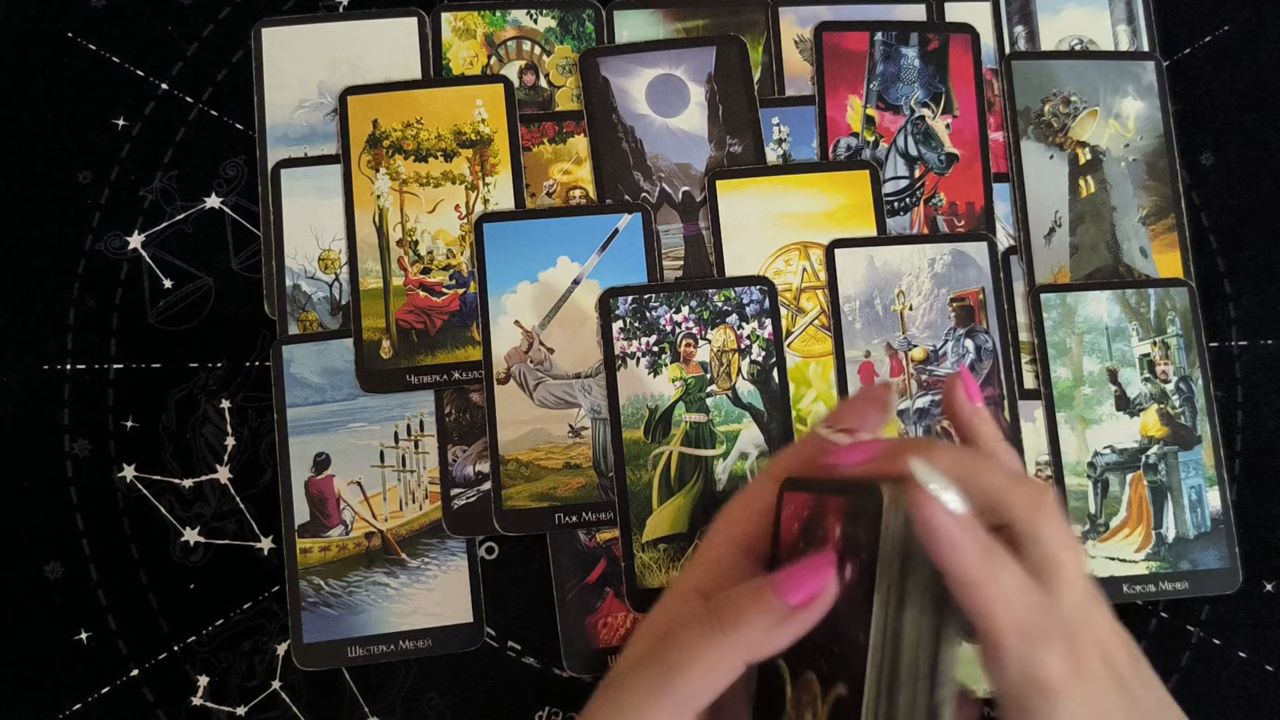 Четверка Жезло
Паж Мечей
Король Мечей
Шестерка Мечей